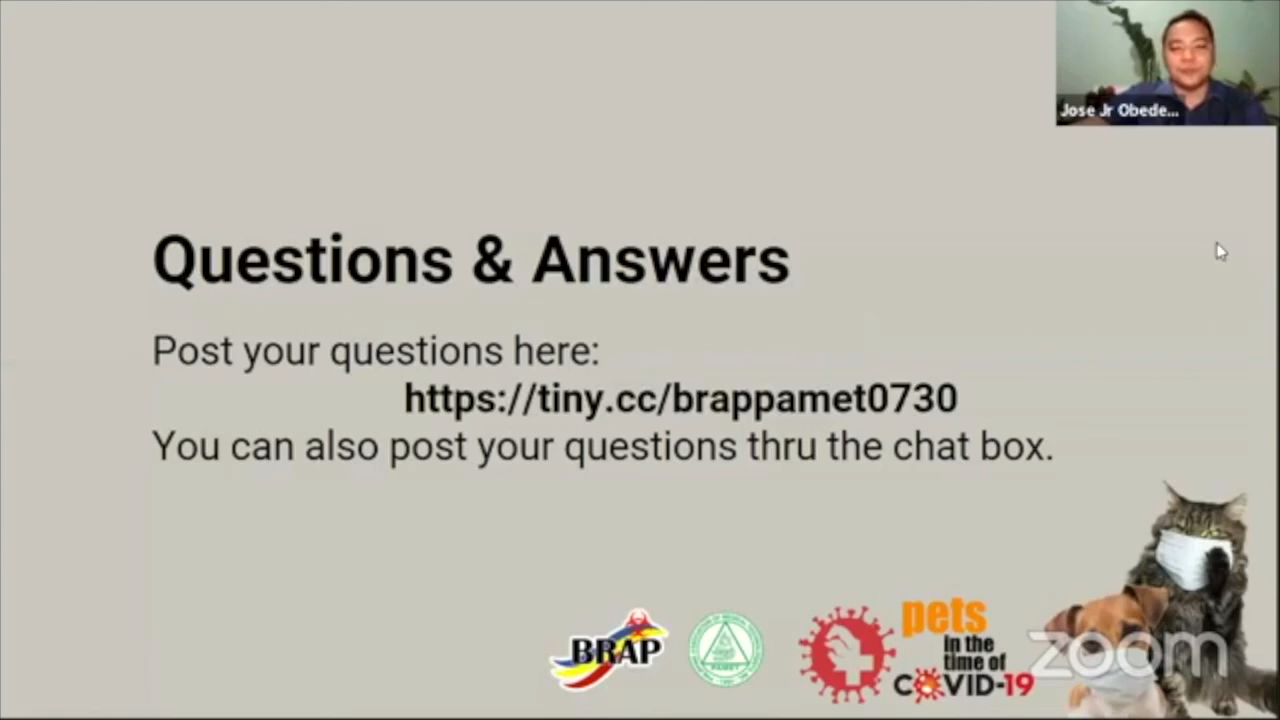 Jose Jr Obede...
Questions & Answers
Post your questions here:
https://tiny.cc/brappamet0730
You can also post your questions thru the chat box.
BRAP
PAMET
pets
in the
time of
COVID-19
zoom